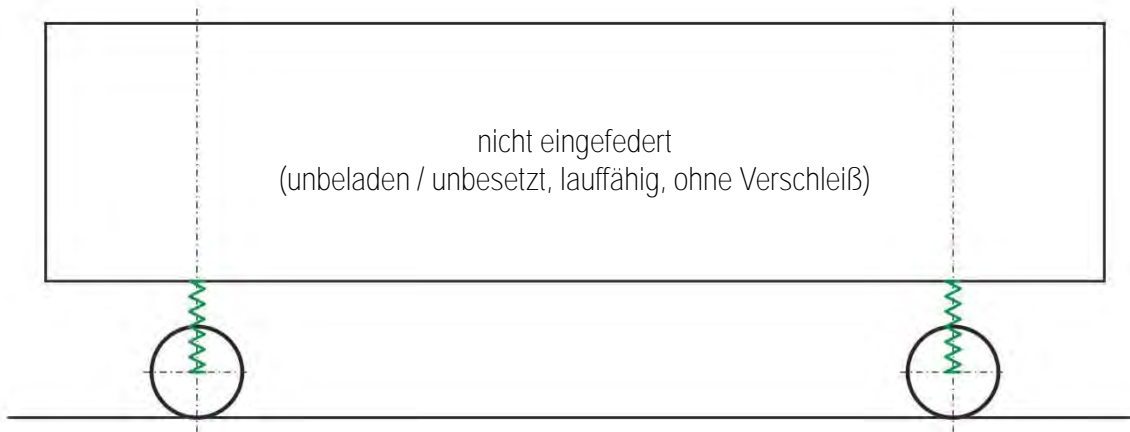 nicht eingefedert
(unbeladen / unbesetzt, lauffähig, ohne Verschleiß)